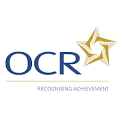 OCR
RECOGNISING ACHIEVEMENT